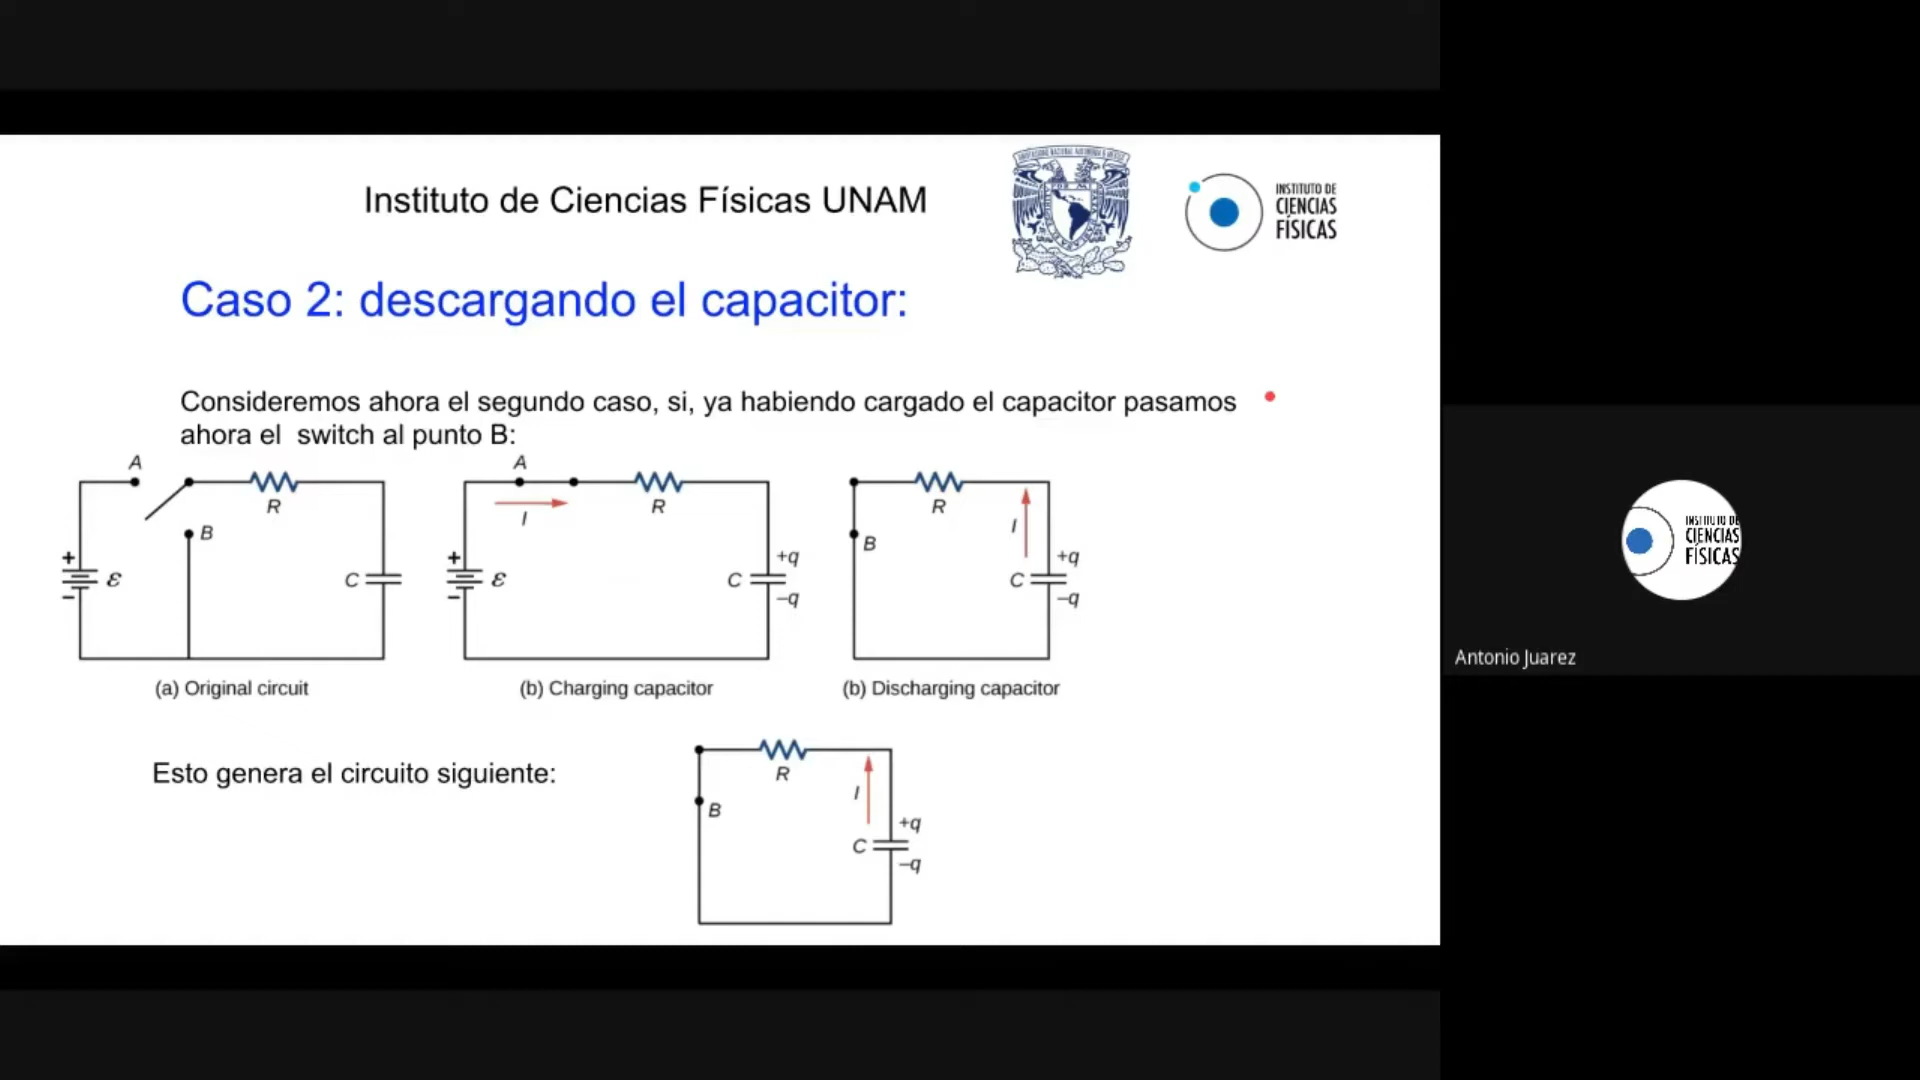 Instituto de Ciencias Físicas UNAM
INSTITUTO DE
CIENCIAS
FÍSICAS
Caso 2: descargando el capacitor:
Consideremos ahora el segundo caso, si, ya habiendo cargado el capacitor pasamos
ahora el switch al punto B:
A
R
B
+
ε
-
C
(a) Original circuit
A
I
R
+
ε
-
C
+q
–q
(b) Charging capacitor
R
B
I
C
+q
–q
(b) Discharging capacitor
Esto genera el circuito siguiente:
R
B
I
C
+q
–q
INSTITUTO DE
CIENCIAS
FÍSICAS
Antonio Juarez